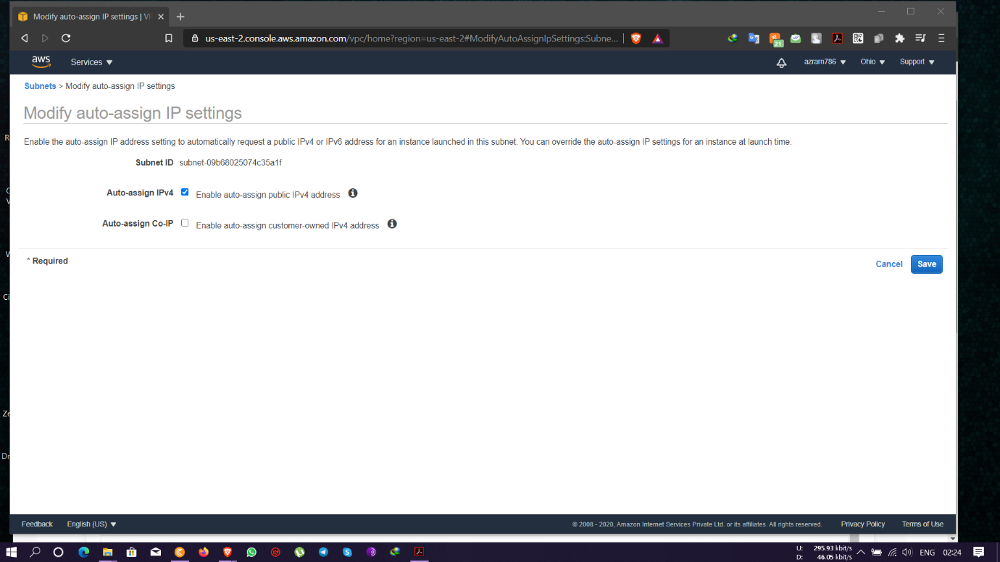 Modify auto-assign IP settings | VP
us-east-2.console.aws.amazon.com/vpc/home?region=us-east-2#ModifyAutoAssignIpSettings:Subne...
21
aws
Services
azram786
Ohio
Support
Subnets > Modify auto-assign IP settings
Modify auto-assign IP settings
Enable the auto-assign IP address setting to automatically request a public IPv4 or IPv6 address for an instance launched in this subnet. You can override the auto-assign IP settings for an instance at launch time.
Subnet ID subnet-09b68025074c35a1f
Auto-assign IPv4 Enable auto-assign public IPv4 address
Auto-assign Co-IP Enable auto-assign customer-owned IPv4 address
* Required
Cancel Save
Feedback English (US) © 2008 - 2020, Amazon Internet Services Private Ltd. or its affiliates. All rights reserved. Privacy Policy Terms of Use
U: 295.93 kbit/s
D: 46.05 kbit/s
ENG 02:24